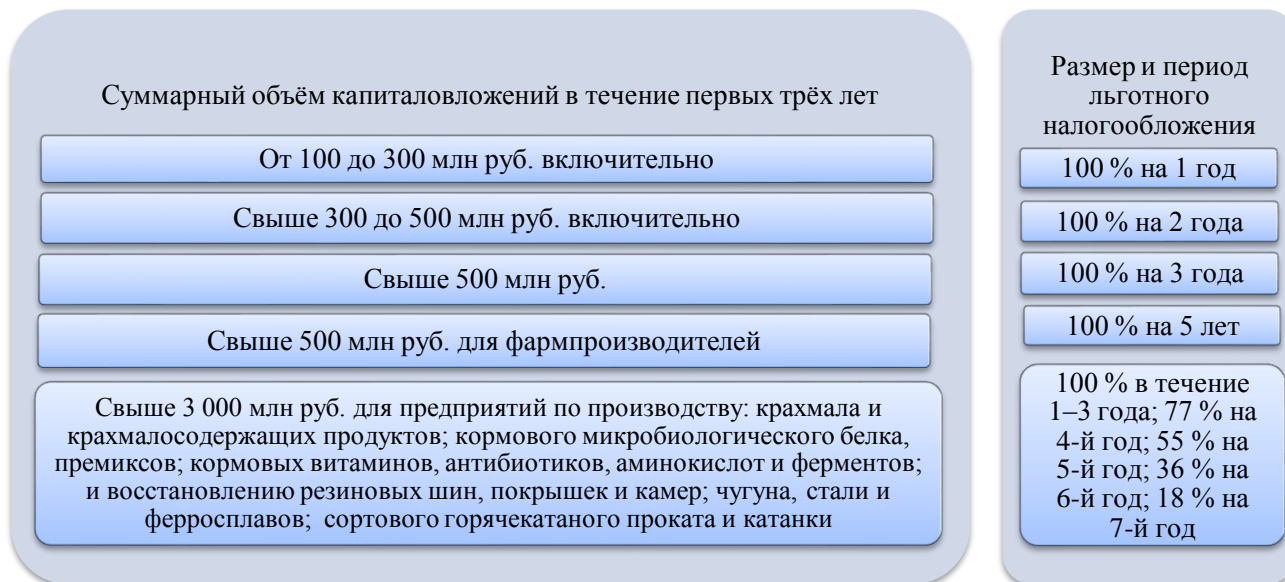 Суммарный объём капиталовложений в течение первых трёх лет
От 100 до 300 млн руб. включительно
Свыше 300 до 500 млн руб. включительно
Свыше 500 млн руб.
Свыше 500 млн руб. для фармпроизводителей
Свыше 3 000 млн руб. для предприятий по производству: крахмала и
крахмалосодержащих продуктов; кормового микробиологического белка,
премиксов; кормовых витаминов, антибиотиков, аминокислот и ферментов;
и восстановлению резиновых шин, покрышек и камер; чугуна, стали и
ферросплавов; сортового горячекатаного проката и катанки
Размер и период
льготного
налогообложения
100 % на 1 год
100 % на 2 года
100 % на 3 года
100 % на 5 лет
100 % в течение
1–3 года; 77 % на
4-й год; 55 % на
5-й год; 36 % на
6-й год; 18 % на
7-й год